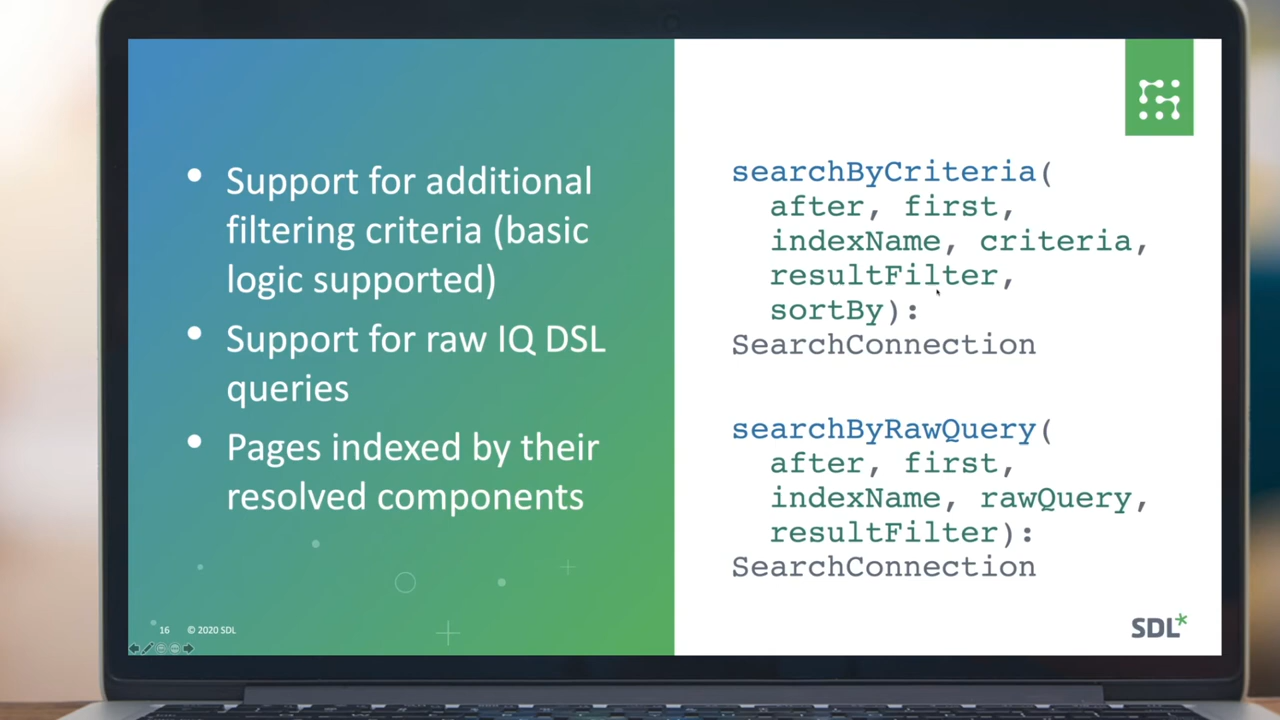 • Support for additional
filtering criteria (basic
logic supported)
• Support for raw IQ DSL
queries
• Pages indexed by their
resolved components
16 © 2020 SDL
searchByCriteria(
after, first,
indexName, criteria,
resultFilter,
sortBy):
SearchConnection
searchByRawQuery(
after, first,
indexName, rawQuery,
resultFilter):
SearchConnection
SDL*